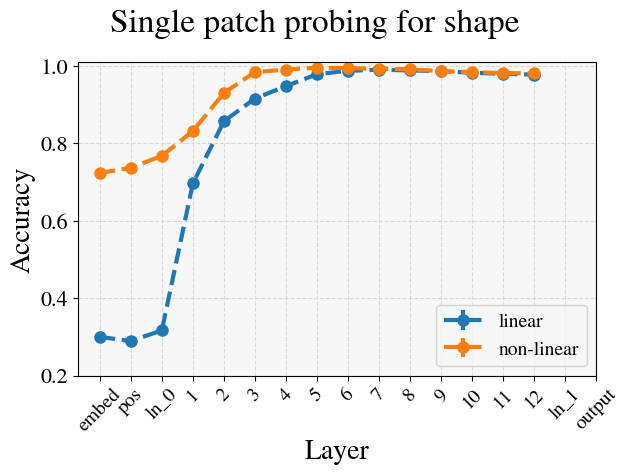 Single patch probing for shape
Accuracy
1.0
0.8
0.6
0.4
0.2
linear
non-linear
embed
pos
ln_0
1
2
3
4
5
6
7
8
9
10
11
12
ln_1
output
Layer